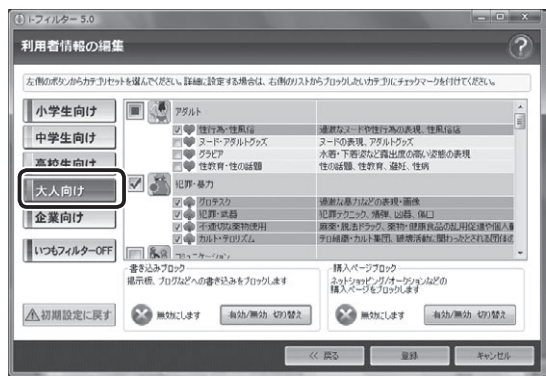 i-フィルター 5.0
利用者情報の編集
左側のボタンからカテゴリセットを選んでください。詳細に設定する場合は、右側のリストからブロックしたいカテゴリにチェックマークを付けてください。
小学生向け
中学生向け
高校生向け
大人向け
企業向け
いつもフィルターOFF
初期設定に戻す
アダルト
性行為・性風俗 過激なヌードや性行為の表現、性風俗店
ヌード・アダルトグッズ ヌードの表現、アダルトグッズ
グラビア 水着・下着姿など露出度の高い姿態の表現
性教育・性の話題 性の話題、性教育、避妊、性病
犯罪・暴力
グロテスク 過激な暴力などの表現・画像
犯罪・武器 犯罪テクニック、爆弾、凶器、傷口
不適切な薬物使用 麻薬・脱法ドラッグ、薬物・健康食品の乱用促進や個人輸
カルト・テロリズム テロ組織・カルト集団、破壊活動に関わったとされる団体の
コミュニケーション
書き込みブロック
掲示板、ブログなどへの書き込みをブロックします
無効にします
有効/無効 切り替え
購入ページブロック
ネットショッピング/オークションなどの
購入ページをブロックします
無効にします
有効/無効 切り替え
<< 戻る
登録
キャンセル